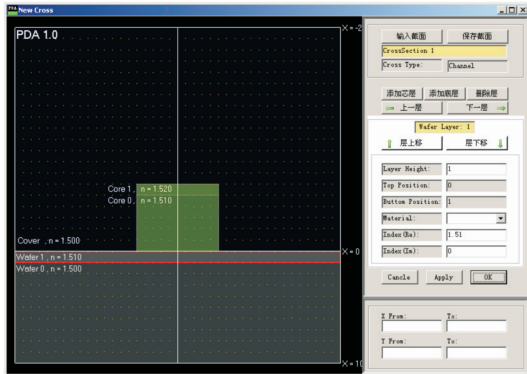 New Cross
PDA 1.0
X = -2
Core 1, n = 1.520
Core 0, n = 1.510
Cover , n = 1.500
X = 0
Wafer 1, n = 1.510
Wafer 0, n = 1.500
X = 10
输入截面 保存截面
CrossSection 1
Cross Type: Channel
添加芯层 添加底层 删除层
上一层 下一层
Wafer Layer: 1
层上移 层下移
Layer Height: 1
Top Position: 0
Buttom Position: 1
Material:
Index(Re): 1.51
Index(Im): 0
Cancle Apply OK
X From: To:
Y From: To: